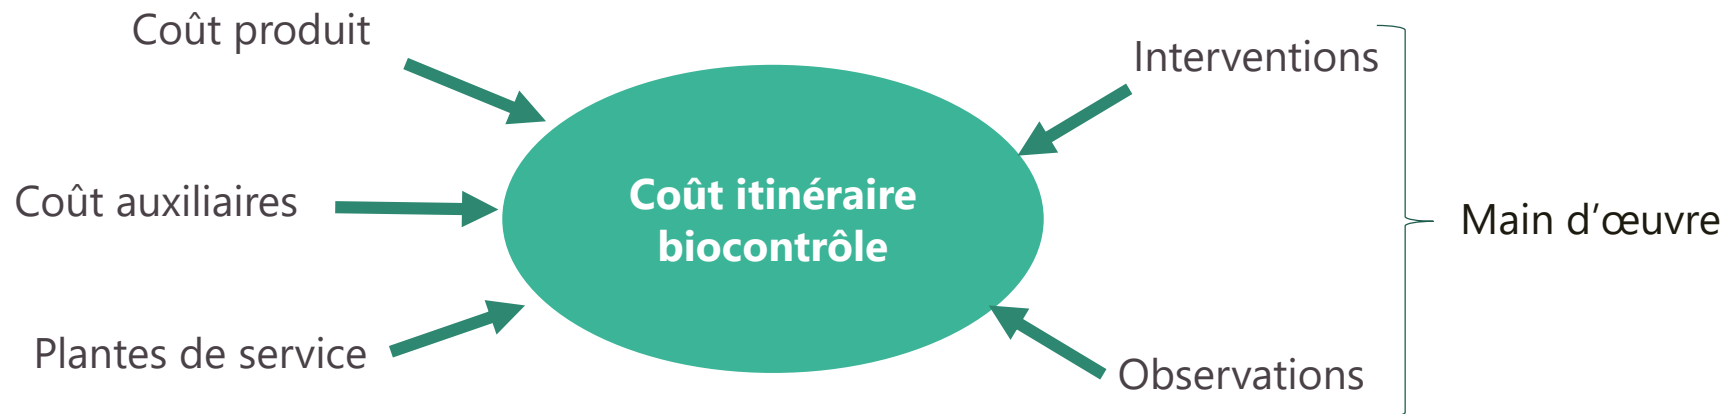 Coût produit
Interventions
Coût auxiliaires
Coût itinéraire
biocontrôle
Main d’œuvre
Plantes de service
Observations